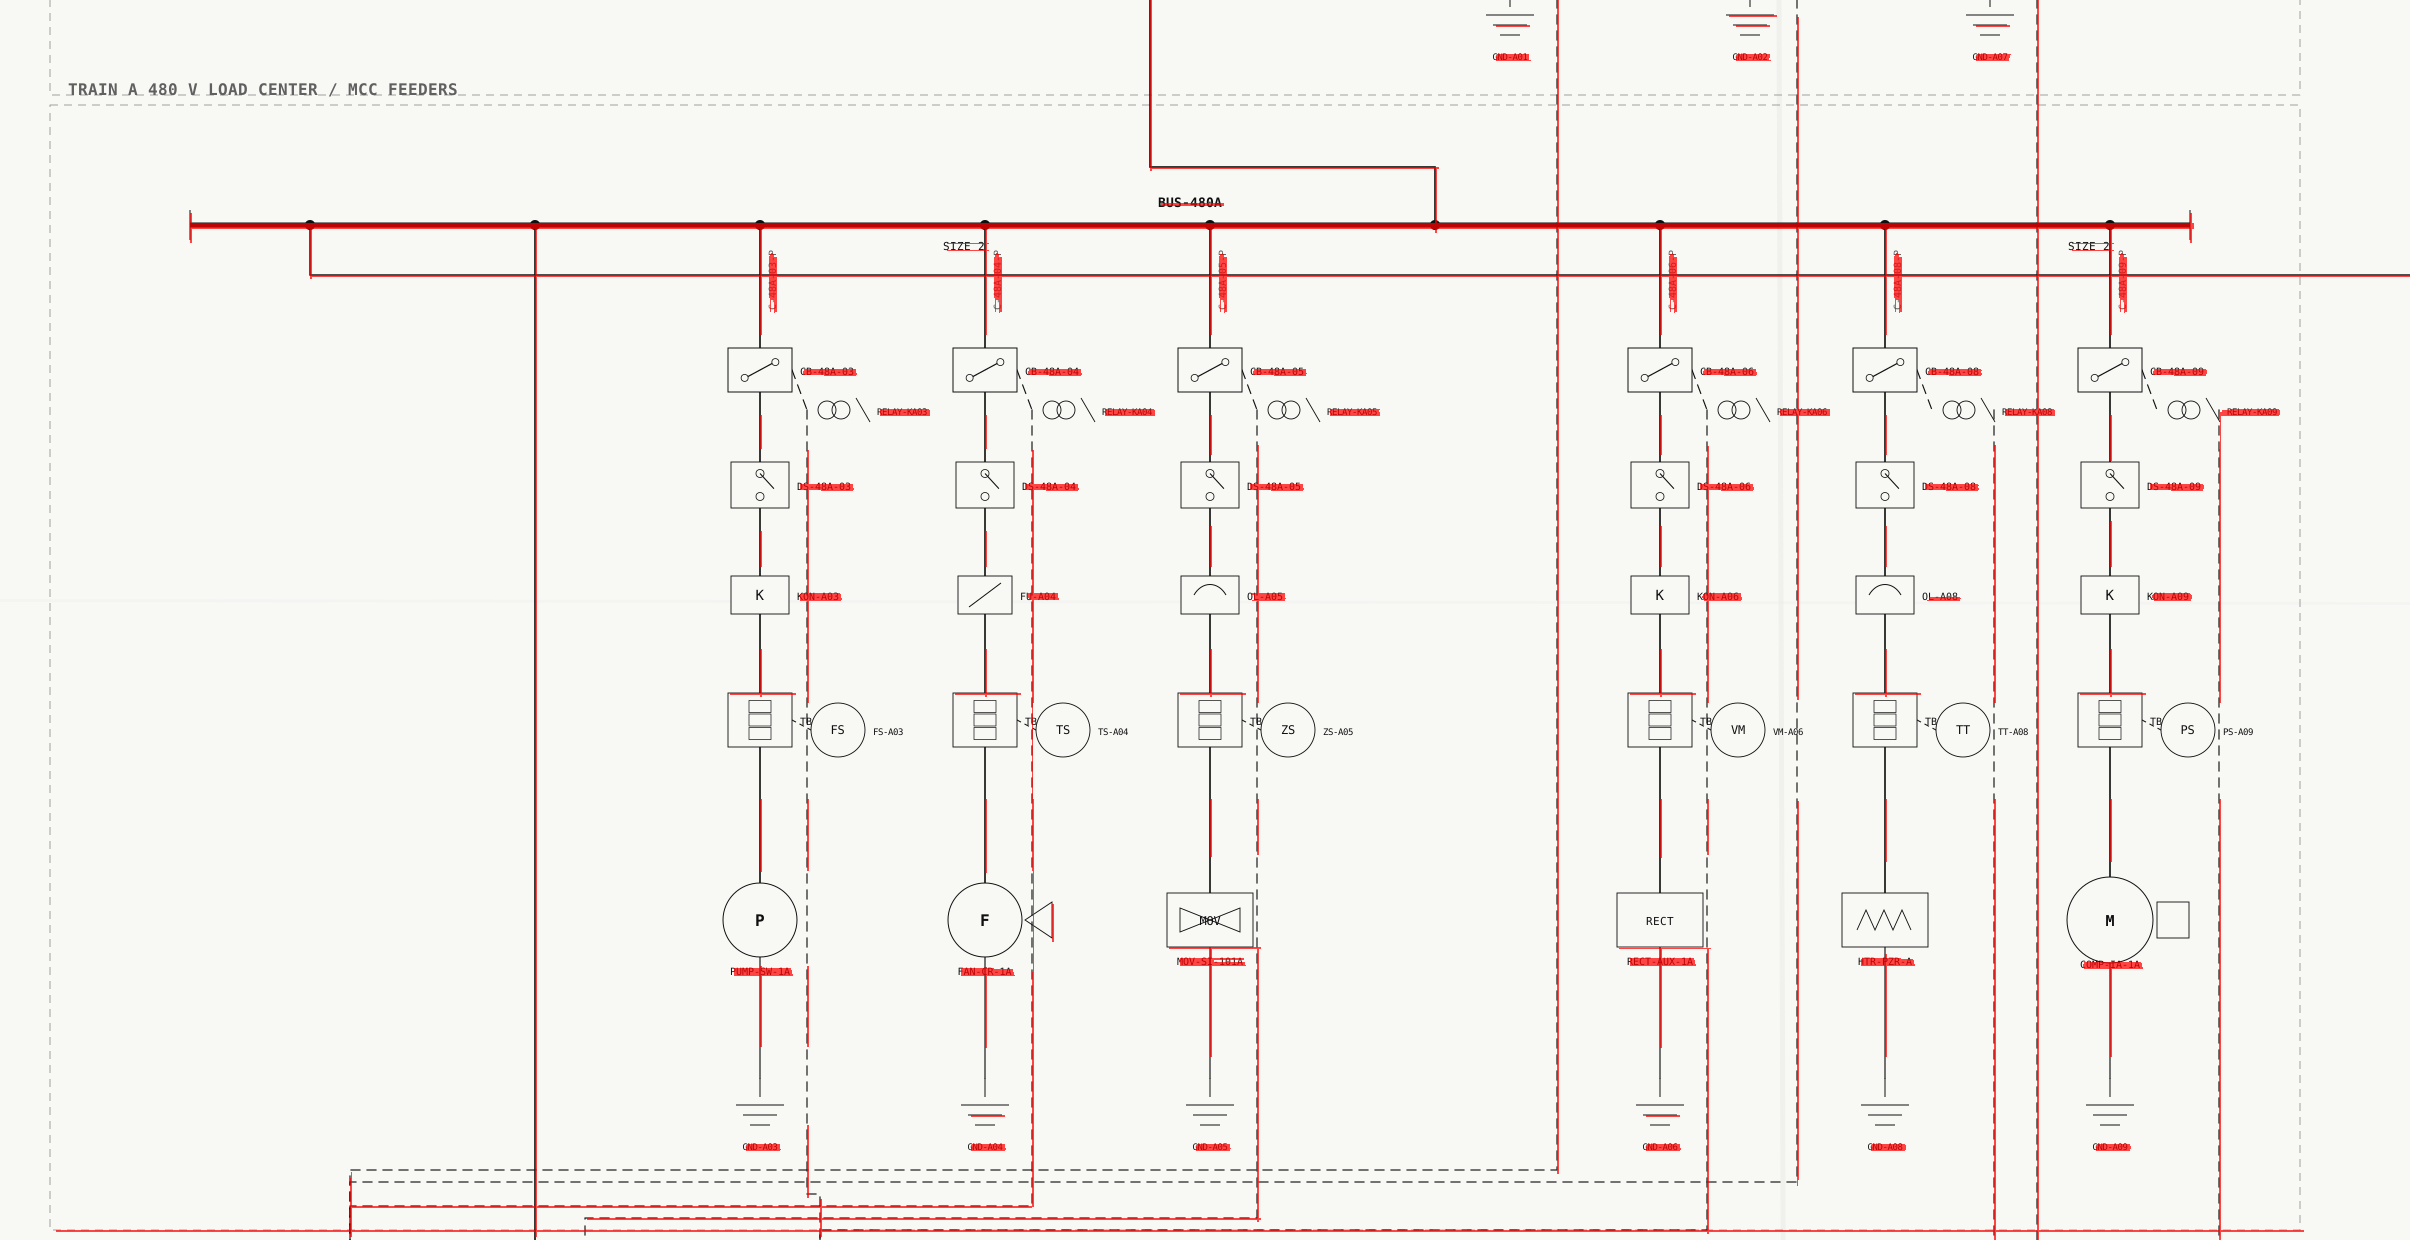 GND-A01
GND-A02
GND-A07
TRAIN A 480 V LOAD CENTER / MCC FEEDERS
BUS-480A
SIZE 2
SIZE 2
CB-48A-03
CB-48A-04
CB-48A-05
CB-48A-06
CB-48A-08
CB-48A-09
RELAY-KA03
RELAY-KA04
RELAY-KA05
RELAY-KA06
RELAY-KA08
RELAY-KA09
DS-48A-03
DS-48A-04
DS-48A-05
DS-48A-06
DS-48A-08
DS-48A-09
K
KON-A03
FU-A04
OL-A05
K
KON-A06
OL-A08
K
KON-A09
TB
FS
FS-A03
TB
TS
TS-A04
TB
ZS
ZS-A05
TB
VM
VM-A06
TB
TT
TT-A08
TB
PS
PS-A09
P
F
MOV
RECT
M
PUMP-SW-1A
FAN-CR-1A
MOV-SI-101A
RECT-AUX-1A
HTR-PZR-A
COMP-IA-1A
GND-A03
GND-A04
GND-A05
GND-A06
GND-A08
GND-A09